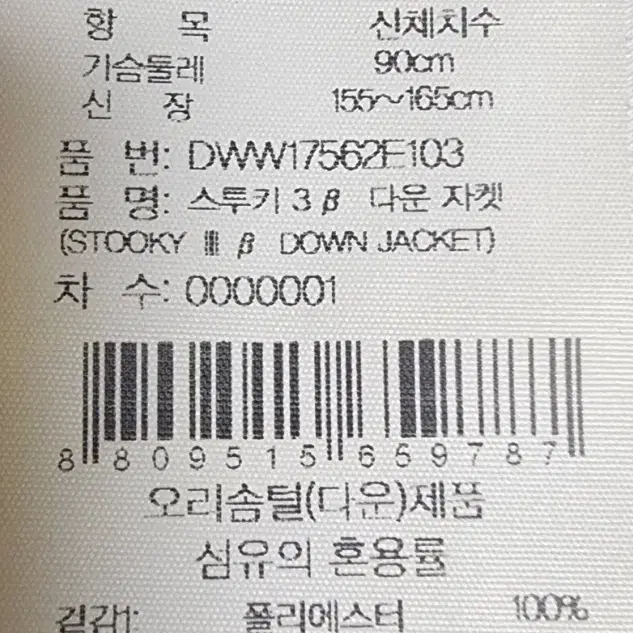 항 목 신체치수
가슴둘레 90cm
신 장 155~165cm
품 번: DWW17562E103
품 명: 스투키 3 β 다운 자켓
(STOOKY Ⅲ β DOWN JACKET)
차 수: 0000001
8 809515 659787
오리솜털(다운)제품
섬유의 혼용률
겉감1: 폴리에스터 100%